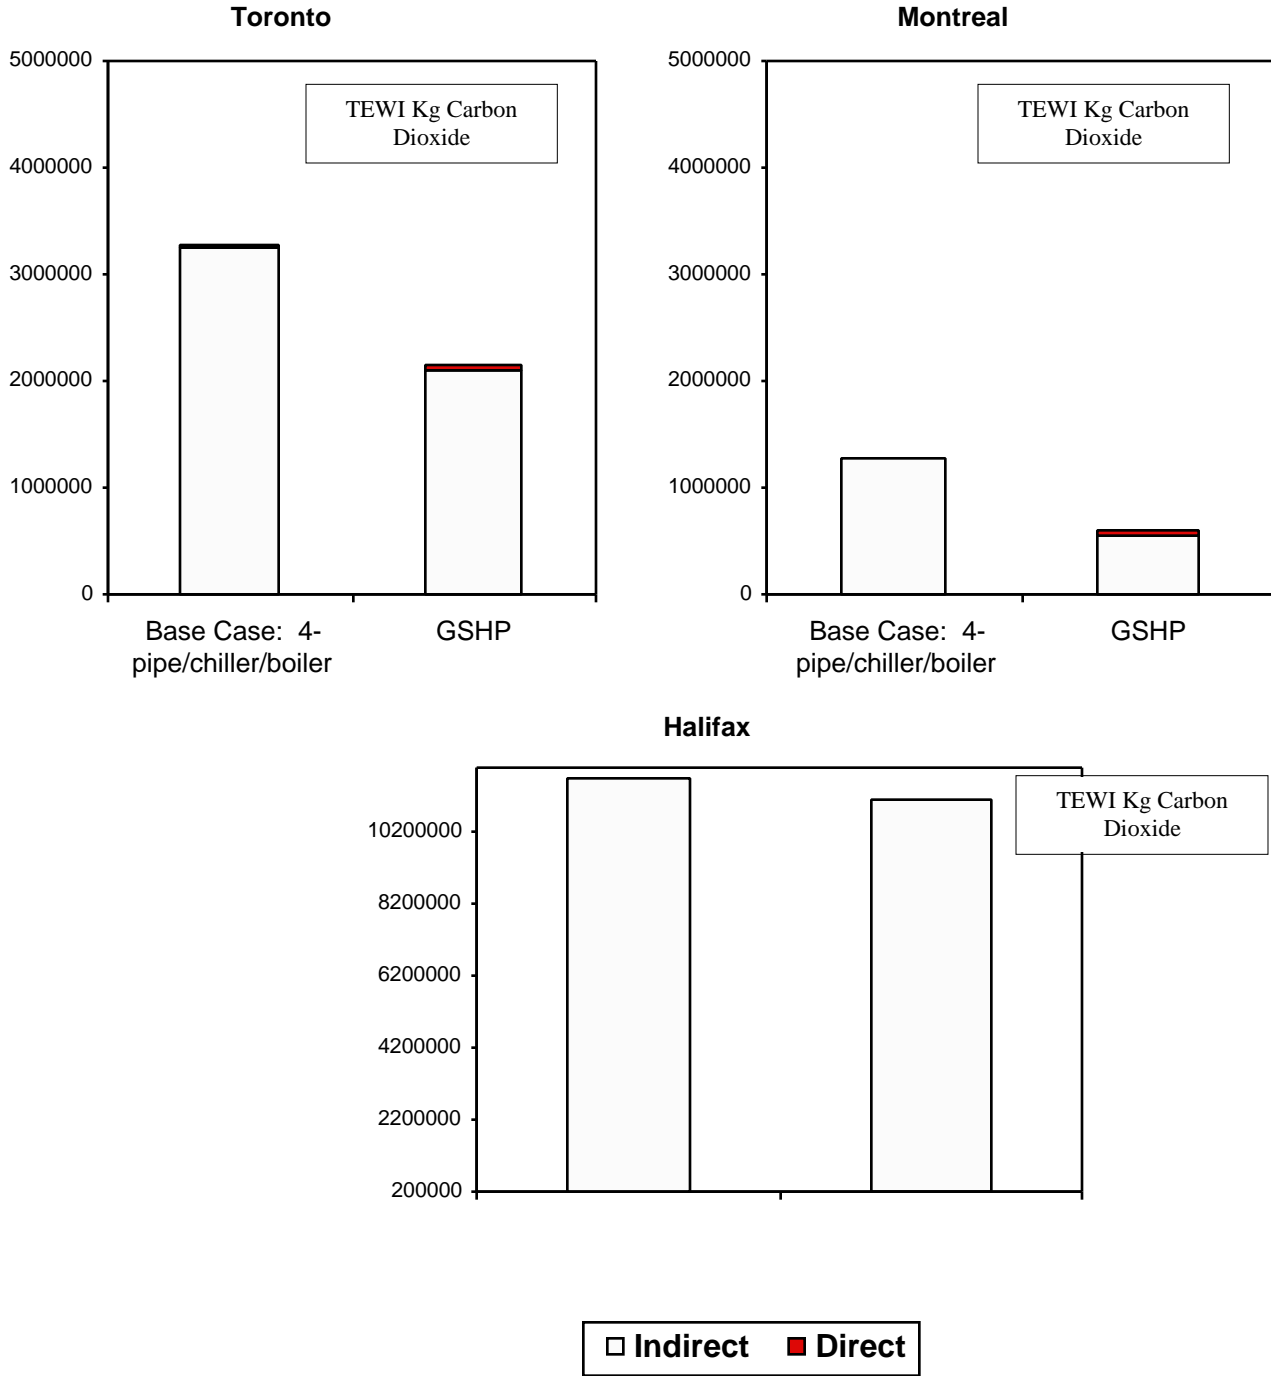 Toronto
5000000
TEWI Kg Carbon
Dioxide
4000000
3000000
2000000
1000000
0
Base Case:  4-
pipe/chiller/boiler
GSHP
Montreal
5000000
TEWI Kg Carbon
Dioxide
4000000
3000000
2000000
1000000
0
Base Case:  4-
pipe/chiller/boiler
GSHP
Halifax
TEWI Kg Carbon
Dioxide
10200000
8200000
6200000
4200000
2200000
200000
Indirect
Direct